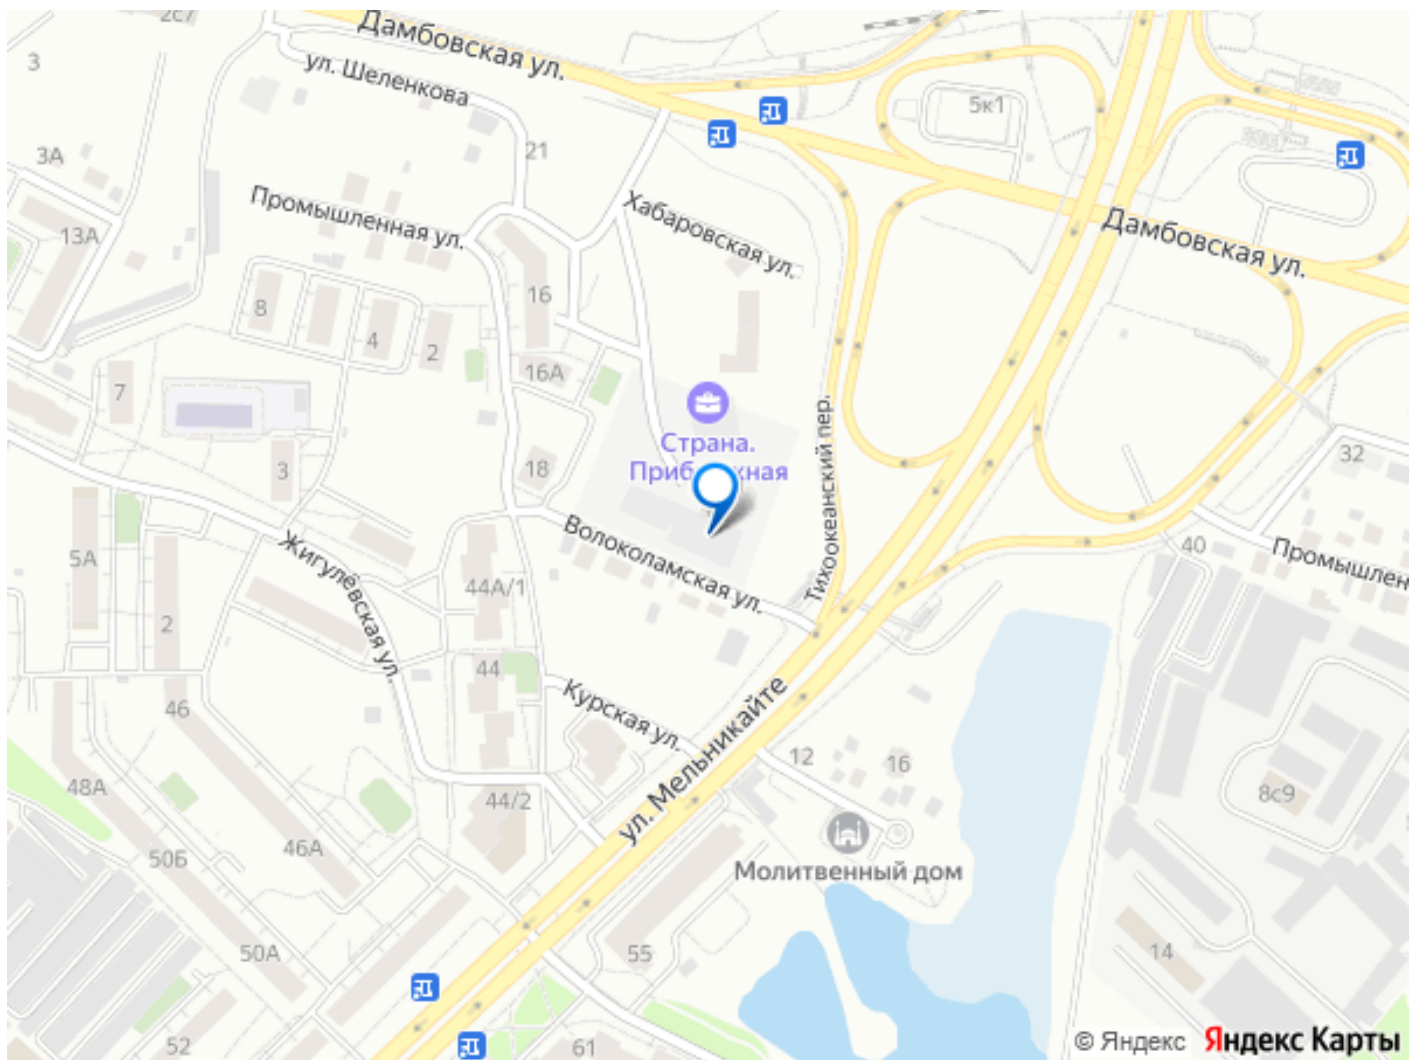 2с7
Дамбовская ул.
3
ул. Шеленкова
5к1
21
3А
Промышленная ул.
Хабаровская ул.
13А
Дамбовская ул.
16
8
4
2
16А
7
Страна.
Тихоокеанский пер.
3
18
32
Волоколамская ул.
5А
Жигулёвская ул.
40
Промышлен
44А/1
2
44
Курская ул.
46
ул. Мельникайте
12
16
48А
44/2
8с9
50Б
46А
Молитвенный дом
50А
55
14
52
61
© Яндекс Яндекс Карты